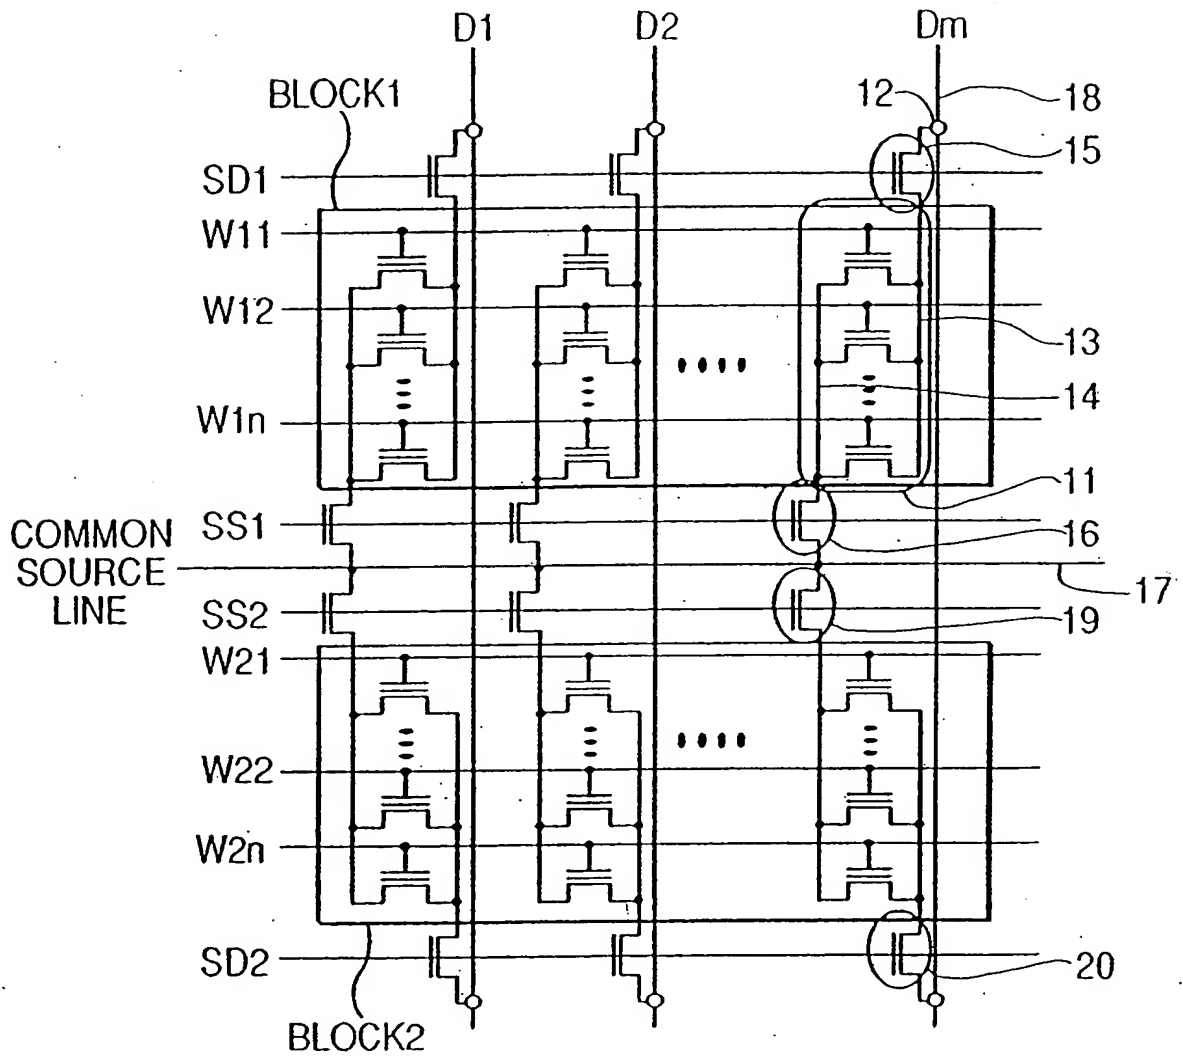 D1 D2 Dm
BLOCK1 12 18
15
SD1
W11
W12 13
14
W1n
11
SS1 16
COMMON
SOURCE
LINE
17
SS2 19
W21
W22
W2n
SD2 20
BLOCK2